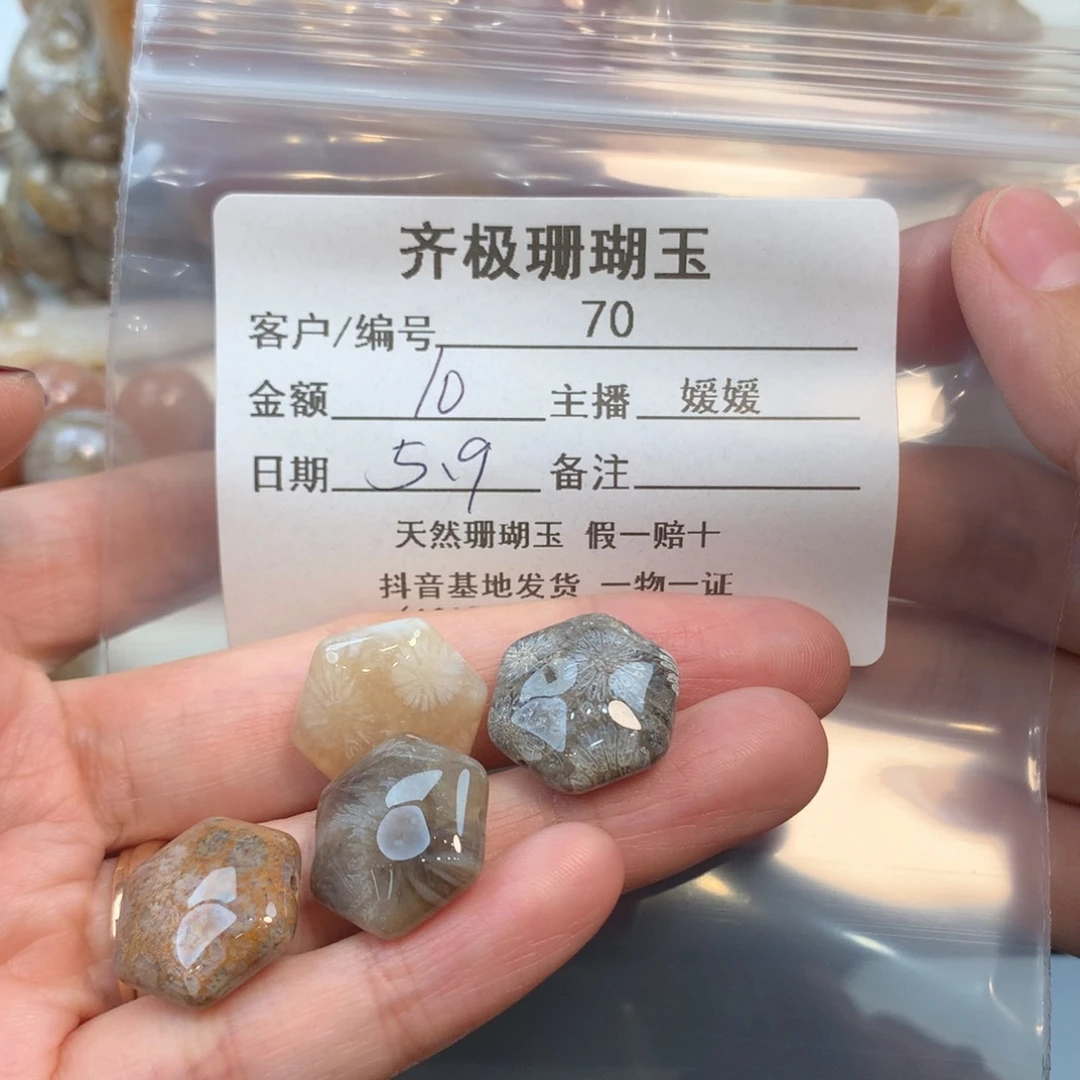 齐极珊瑚玉
客户/编号 70
金额 10 主播 媛媛
日期 5.9 备注
天然珊瑚玉 假一赔十
抖音基地发货 一物一证